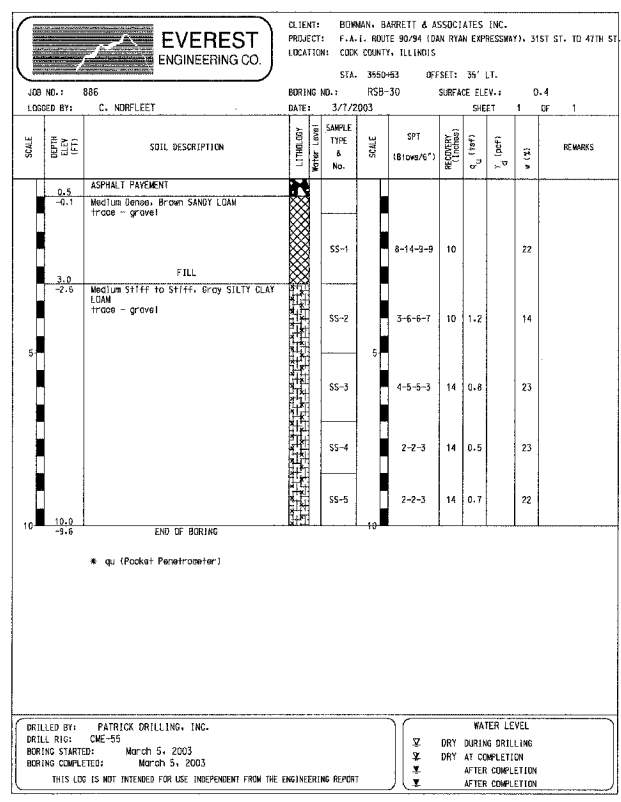 EVEREST
ENGINEERING CO.
CLIENT: BOWMAN, BARRETT & ASSOCIATES INC.
PROJECT: F.A.I. ROUTE 90/94 (DAN RYAN EXPRESSWAY), 31ST ST. TO 47TH ST.
LOCATION: COOK COUNTY, ILLINOIS
STA. 3550+63 OFFSET: 35' LT.
JOB NO.: 886 BORING NO.: RSB-30 SURFACE ELEV.: 0.4
LOGGED BY: C. NORFLEET DATE: 3/7/2003 SHEET 1 OF 1
SCALE DEPTH ELEV (FT) SOIL DESCRIPTION LITHOLOGY Water Level SAMPLE TYPE & No. SCALE SPT (Blows/6") RECOVERY (Inches) qu (tsf) γd (pcf) w (%) REMARKS
0.5 ASPHALT PAVEMENT
-0.1 Medium Dense, Brown SANDY LOAM
trace - gravel
SS-1 8-14-9-9 10 22
3.0 FILL
-2.6 Medium Stiff to Stiff, Gray SILTY CLAY
LOAM
trace - gravel
SS-2 3-6-6-7 10 1.2 14
5 5
SS-3 4-5-5-3 14 0.8 23
SS-4 2-2-3 14 0.5 23
SS-5 2-2-3 14 0.7 22
10 10.0 10
-9.6 END OF BORING
* qu (Pocket Penetrometer)
DRILLED BY: PATRICK DRILLING, INC.
DRILL RIG: CME-55
BORING STARTED: March 5, 2003
BORING COMPLETED: March 5, 2003
THIS LOG IS NOT INTENDED FOR USE INDEPENDENT FROM THE ENGINEERING REPORT
WATER LEVEL
DRY DURING DRILLING
DRY AT COMPLETION
AFTER COMPLETION
AFTER COMPLETION